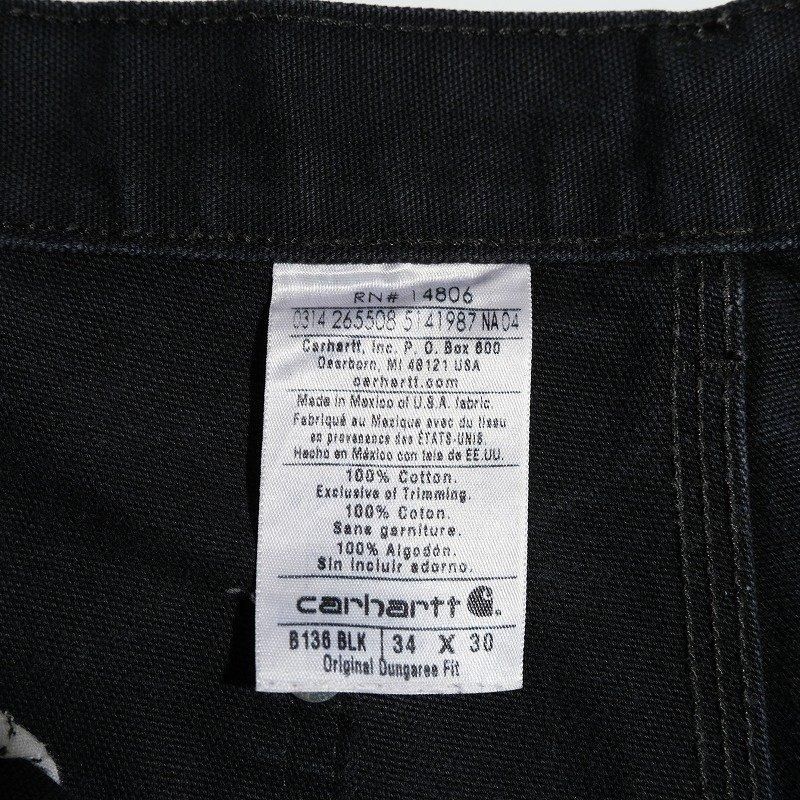 RN# 14806
0314 265508 5141987 NA04
Carhartt, Inc. P. O. Box 600
Dearborn, MI 48121 USA
carhartt.com
Made in Mexico of U.S.A. fabric.
Fabriqué au Mexique avec du tissu
en provenance des ÉTATS-UNIS.
Hecho en México con tela de EE.UU.
100% Cotton.
Exclusive of Trimming.
100% Coton.
Sans garniture.
100% Algodón.
Sin incluir adorno.
carhartt
B136 BLK 34 X 30
Original Dungaree Fit